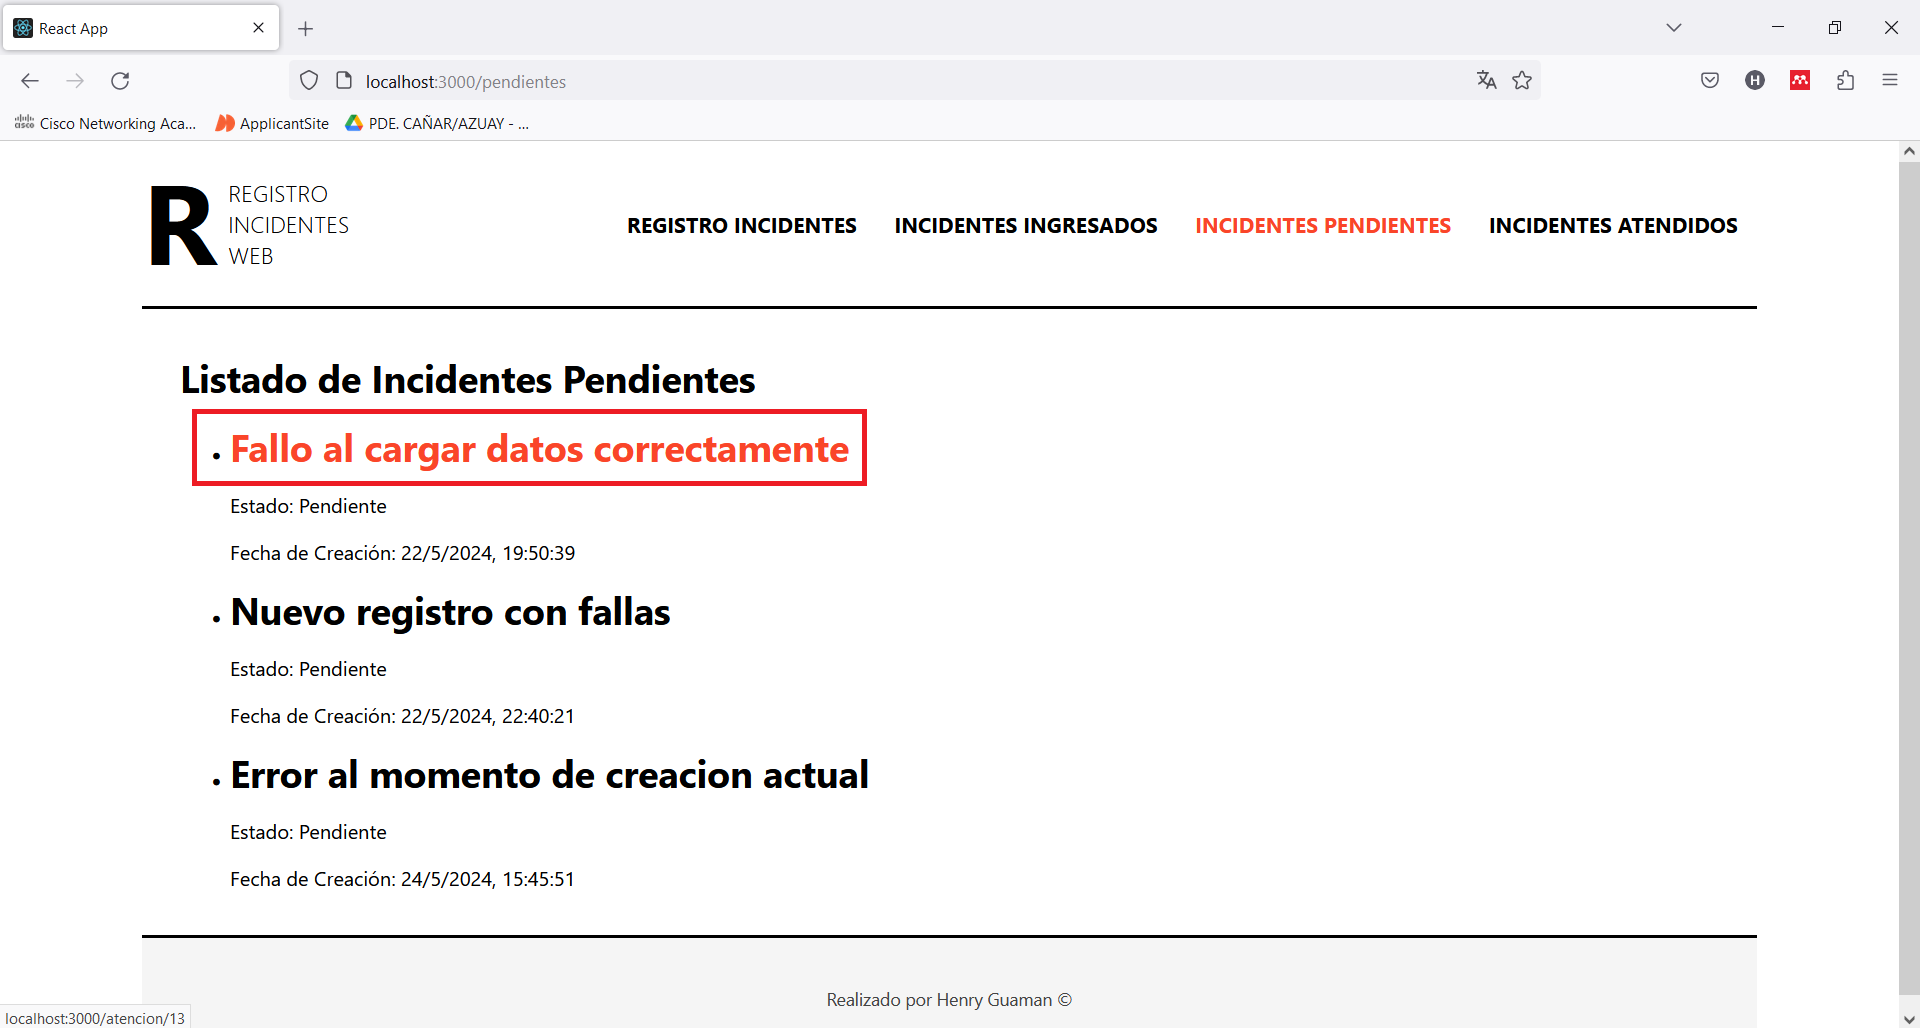 React App
localhost:3000/pendientes
H
Cisco Networking Aca...
ApplicantSite
PDE. CAÑAR/AZUAY - ...
R
REGISTRO
INCIDENTES
WEB
REGISTRO INCIDENTES
INCIDENTES INGRESADOS
INCIDENTES PENDIENTES
INCIDENTES ATENDIDOS
Listado de Incidentes Pendientes
• Fallo al cargar datos correctamente
Estado: Pendiente
Fecha de Creación: 22/5/2024, 19:50:39
• Nuevo registro con fallas
Estado: Pendiente
Fecha de Creación: 22/5/2024, 22:40:21
• Error al momento de creacion actual
Estado: Pendiente
Fecha de Creación: 24/5/2024, 15:45:51
Realizado por Henry Guaman ©
localhost:3000/atencion/13